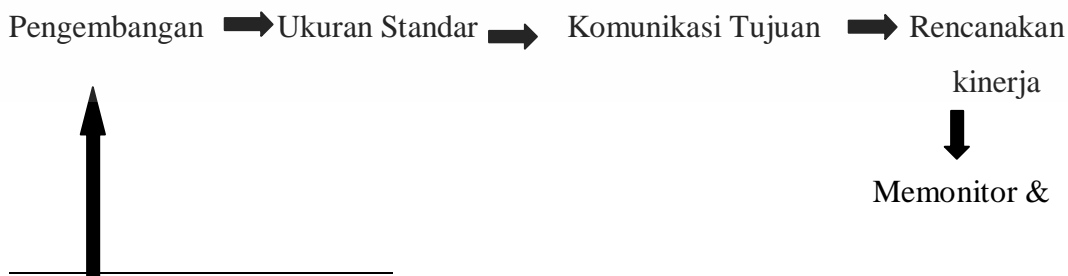 Pengembangan Ukuran Standar Komunikasi Tujuan Rencanakan
kinerja
Memonitor &